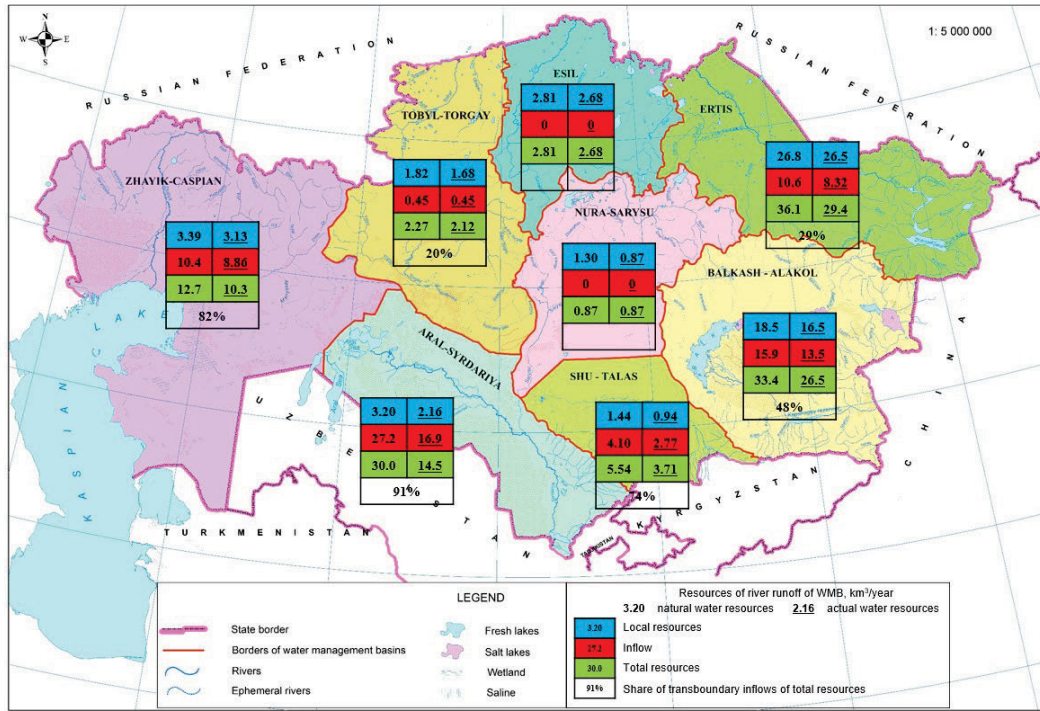 N
W E
S
1: 5 000 000
RUSSIAN FEDERATION
RUSSIAN FEDERATION
ESIL
2.81 2.68
0 0
2.81 2.68
TOBYL-TORGAY
1.82 1.68
0.45 0.45
2.27 2.12
20%
ERTIS
26.8 26.5
10.6 8.32
36.1 29.4
29%
ZHAYIK-CASPIAN
3.39 3.13
10.4 8.86
12.7 10.3
82%
NURA-SARYSU
1.30 0.87
0 0
0.87 0.87
BALKASH - ALAKOL
18.5 16.5
15.9 13.5
33.4 26.5
48%
ARAL-SYRDARIYA
3.20 2.16
27.2 16.9
30.0 14.5
91%
SHU - TALAS
1.44 0.94
4.10 2.77
5.54 3.71
74%
CASPIAN LAKE
UZBEKISTAN
TURKMENISTAN
KYRGYZSTAN
CHINA
LEGEND
State border
Borders of water management basins
Rivers
Ephemeral rivers
Fresh lakes
Salt lakes
Wetland
Saline
Resources of river runoff of WMB, km³/year
3.20 natural water resources 2.16 actual water resources
3.20 Local resources
27.2 Inflow
30.0 Total resources
91% Share of transboundary inflows of total resources